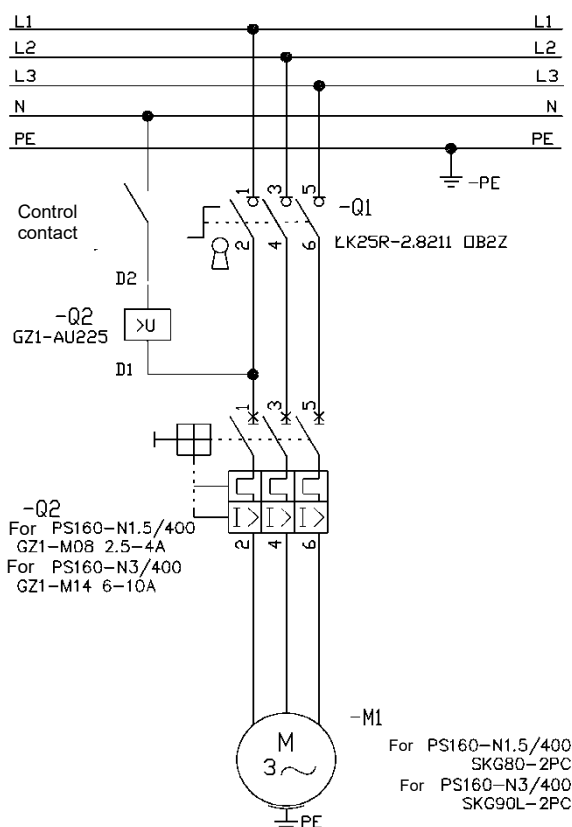 L1 L1
L2 L2
L3 L3
N N
PE PE
-PE
1 3 5
-Q1
ŁK25R-2.8211 OB2Z
Control
contact
2 4 6
D2
-Q2
GZ1-AU225
>U
D1
1 3 5
-Q2
I> I> I>
For PS160-N1.5/400
GZ1-M08 2.5-4A
For PS160-N3/400
GZ1-M14 6-10A
2 4 6
-M1
M
3~
For PS160-N1.5/400
SKG80-2PC
For PS160-N3/400
SKG90L-2PC
PE